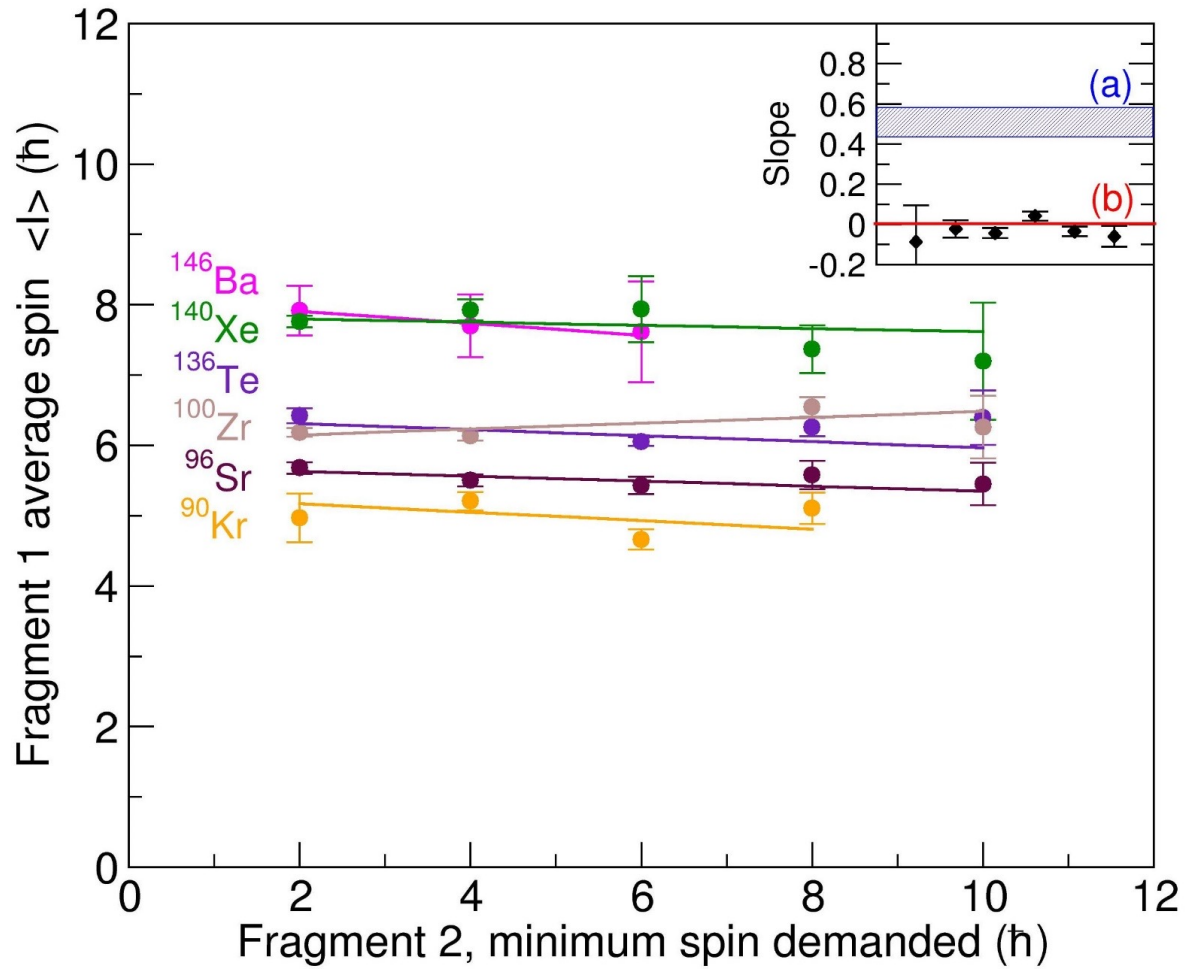 12
10
8
6
4
2
0
Fragment 1 average spin <I> (ħ)
¹⁴⁶Ba
¹⁴⁰Xe
¹³⁶Te
¹⁰⁰Zr
⁹⁶Sr
⁹⁰Kr
0.8
0.6
0.4
0.2
0
-0.2
Slope
(a)
(b)
0 2 4 6 8 10 12
Fragment 2, minimum spin demanded (ħ)